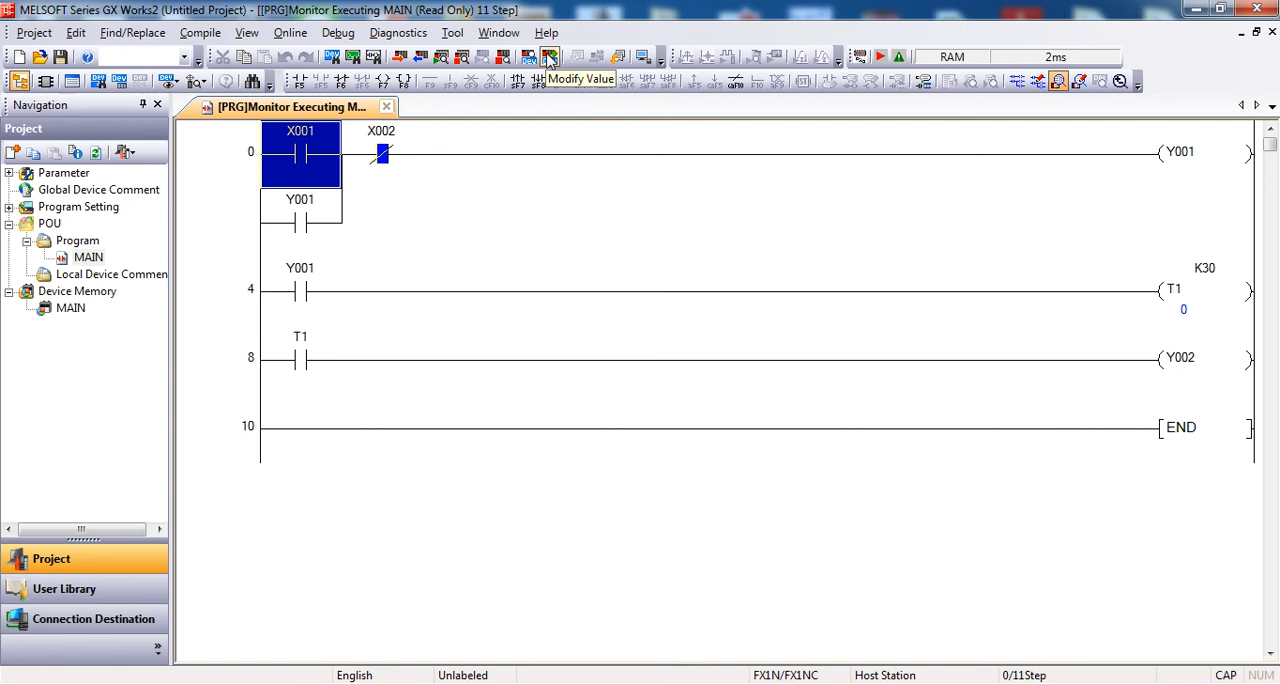 MELSOFT Series GX Works2 (Untitled Project) - [[PRG]Monitor Executing MAIN (Read Only) 11 Step]
Project Edit Find/Replace Compile View Online Debug Diagnostics Tool Window Help
RAM 2ms
Modify Value
Navigation
[PRG]Monitor Executing M...
Project
Parameter
Global Device Comment
Program Setting
POU
Program
MAIN
Local Device Commen
Device Memory
MAIN
Project
User Library
Connection Destination
X001 X002
0 Y001
Y001
Y001 K30
4 T1
0
T1
8 Y002
10 END
English Unlabeled FX1N/FX1NC Host Station 0/11Step CAP NUM